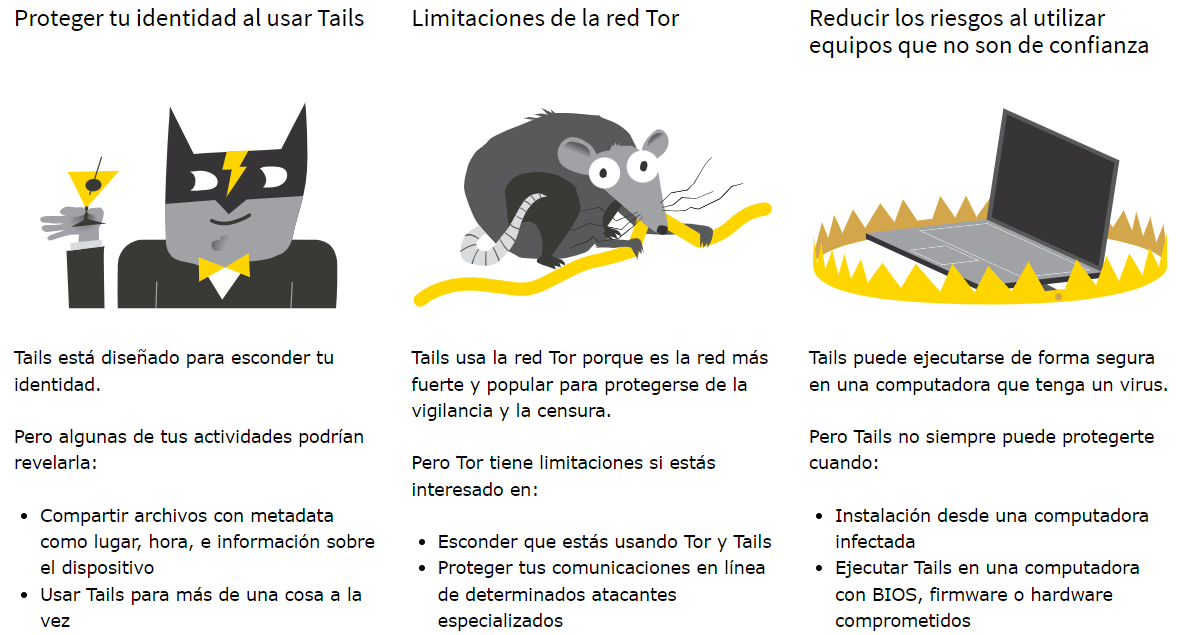 Proteger tu identidad al usar Tails
Tails está diseñado para esconder tu
identidad.
Pero algunas de tus actividades podrían
revelarla:
• Compartir archivos con metadata
como lugar, hora, e información sobre
el dispositivo
• Usar Tails para más de una cosa a la
vez
Limitaciones de la red Tor
Tails usa la red Tor porque es la red más
fuerte y popular para protegerse de la
vigilancia y la censura.
Pero Tor tiene limitaciones si estás
interesado en:
• Esconder que estás usando Tor y Tails
• Proteger tus comunicaciones en línea
de determinados atacantes
especializados
Reducir los riesgos al utilizar
equipos que no son de confianza
Tails puede ejecutarse de forma segura
en una computadora que tenga un virus.
Pero Tails no siempre puede protegerte
cuando:
• Instalación desde una computadora
infectada
• Ejecutar Tails en una computadora
con BIOS, firmware o hardware
comprometidos